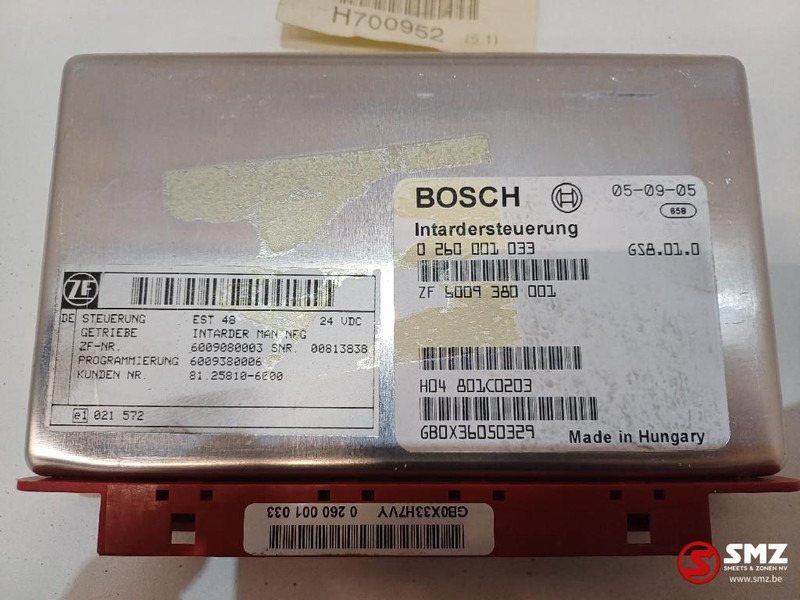 H700952 (5.1)
BOSCH 05-09-05
658
Intardersteuerung
0 260 001 033 GS8.01.0
ZF 6009 380 001
H04 801C0203
GB0X36050329 Made in Hungary
ZF
DE STEUERUNG EST 48 24 VDC
GETRIEBE INTARDER MAN NFG
ZF-NR. 6009080003 SNR. 00813838
PROGRAMMIERUNG 6009380006
KUNDEN NR. 81.25810-6000
e1 021 572
GB0X33H7VY 0 260 001 033
SMZ
SMEETS & ZONEN NV
www.smz.be